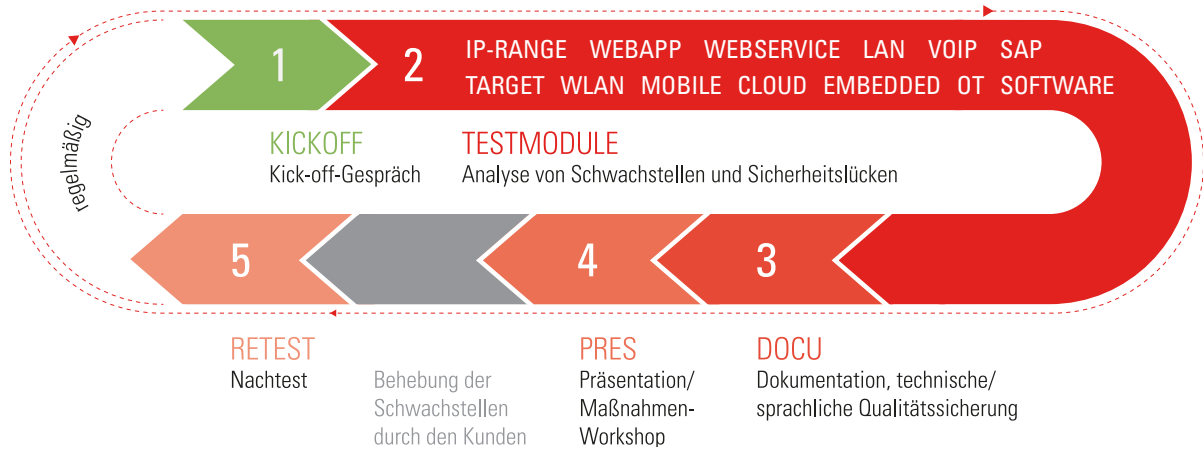 1
2
IP-RANGE WEBAPP WEBSERVICE LAN VOIP SAP
TARGET WLAN MOBILE CLOUD EMBEDDED OT SOFTWARE
KICKOFF
Kick-off-Gespräch
TESTMODULE
Analyse von Schwachstellen und Sicherheitslücken
regelmäßig
5
4
3
RETEST
Nachtest
Behebung der
Schwachstellen
durch den Kunden
PRES
Präsentation/
Maßnahmen-
Workshop
DOCU
Dokumentation, technische/
sprachliche Qualitätssicherung